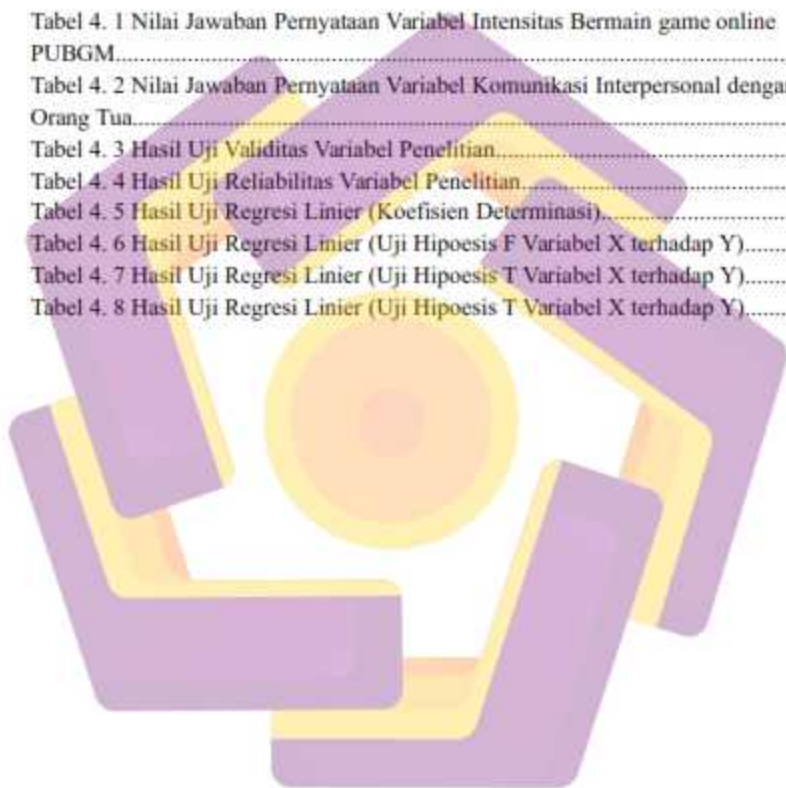 Tabel 4. 1 Nilai Jawaban Pernyataan Variabel Intensitas Bermain game online
PUBGM...............................................................................................................
Tabel 4. 2 Nilai Jawaban Pernyataan Variabel Komunikasi Interpersonal denga
Orang Tua............................................................................................................
Tabel 4. 3 Hasil Uji Validitas Variabel Penelitian.................................................
Tabel 4. 4 Hasil Uji Reliabilitas Variabel Penelitian.............................................
Tabel 4. 5 Hasil Uji Regresi Linier (Koefisien Determinasi)................................
Tabel 4. 6 Hasil Uji Regresi Linier (Uji Hipoesis F Variabel X terhadap Y)........
Tabel 4. 7 Hasil Uji Regresi Linier (Uji Hipoesis T Variabel X terhadap Y)........
Tabel 4. 8 Hasil Uji Regresi Linier (Uji Hipoesis T Variabel X terhadap Y)........